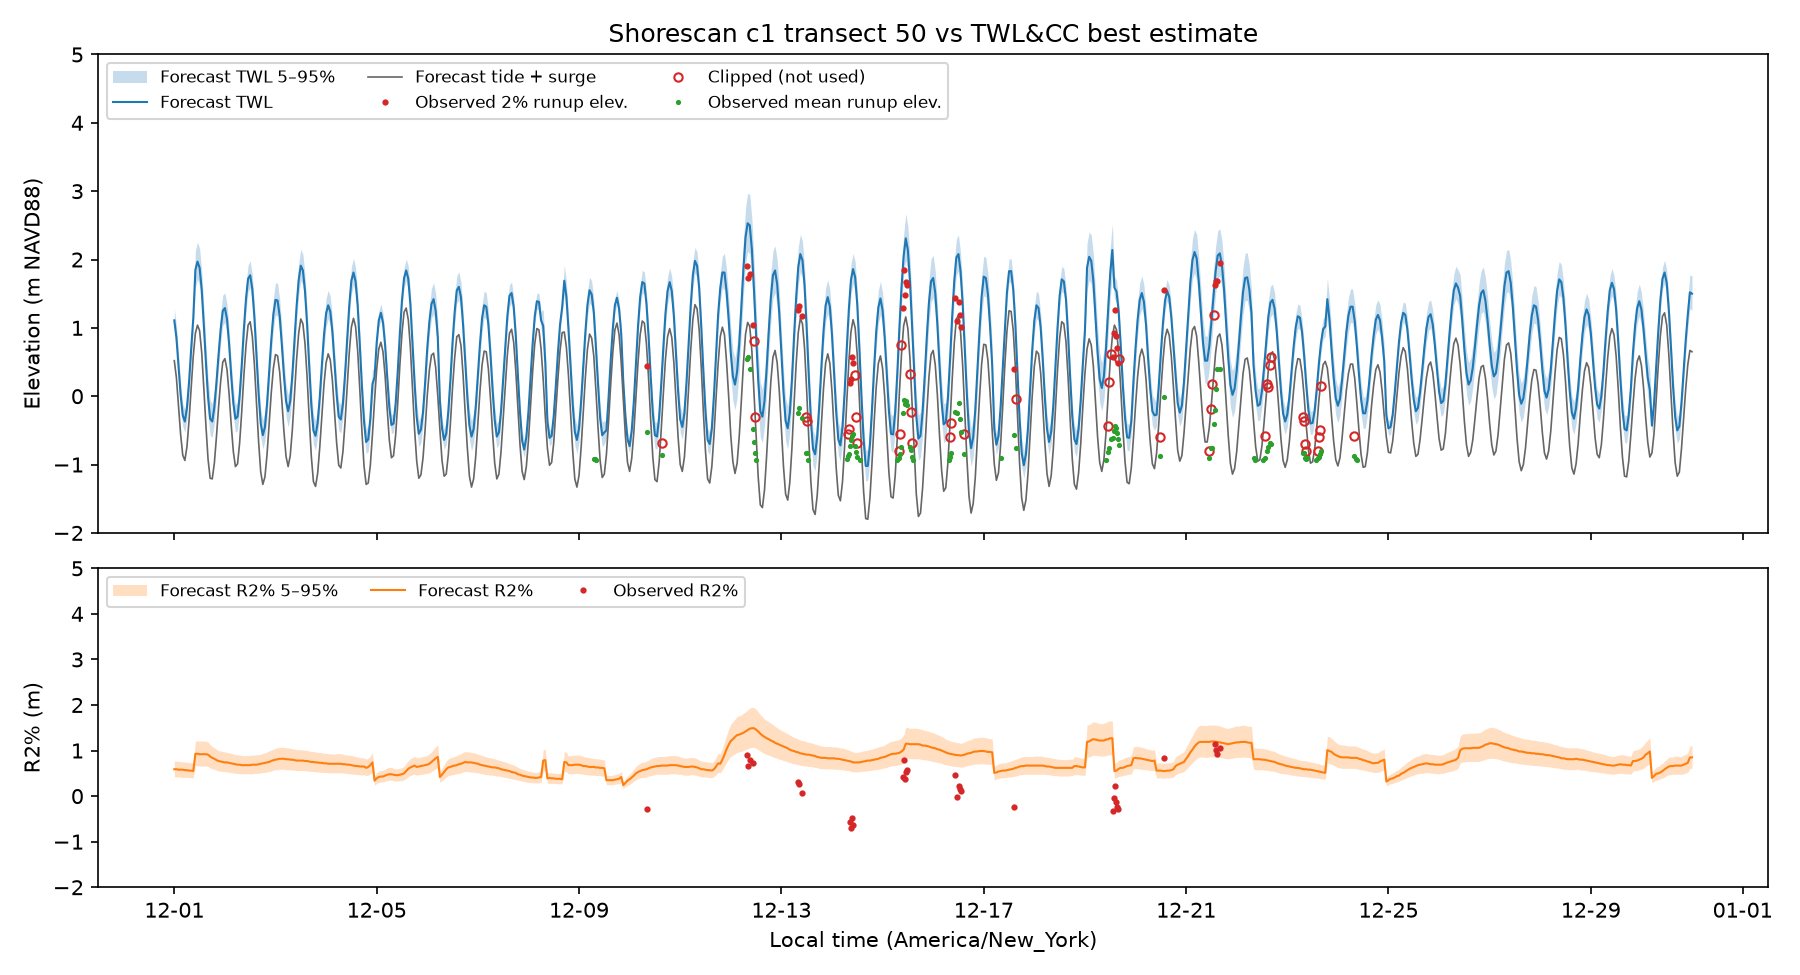 Shorescan c1 transect 50 vs TWL&CC best estimate
Elevation (m NAVD88)
5
4
3
2
1
0
−1
−2
Forecast TWL 5–95%
Forecast TWL
Forecast tide + surge
Observed 2% runup elev.
Clipped (not used)
Observed mean runup elev.
R2% (m)
5
4
3
2
1
0
−1
−2
Forecast R2% 5–95%
Forecast R2%
Observed R2%
12-01
12-05
12-09
12-13
12-17
12-21
12-25
12-29
01-01
Local time (America/New_York)